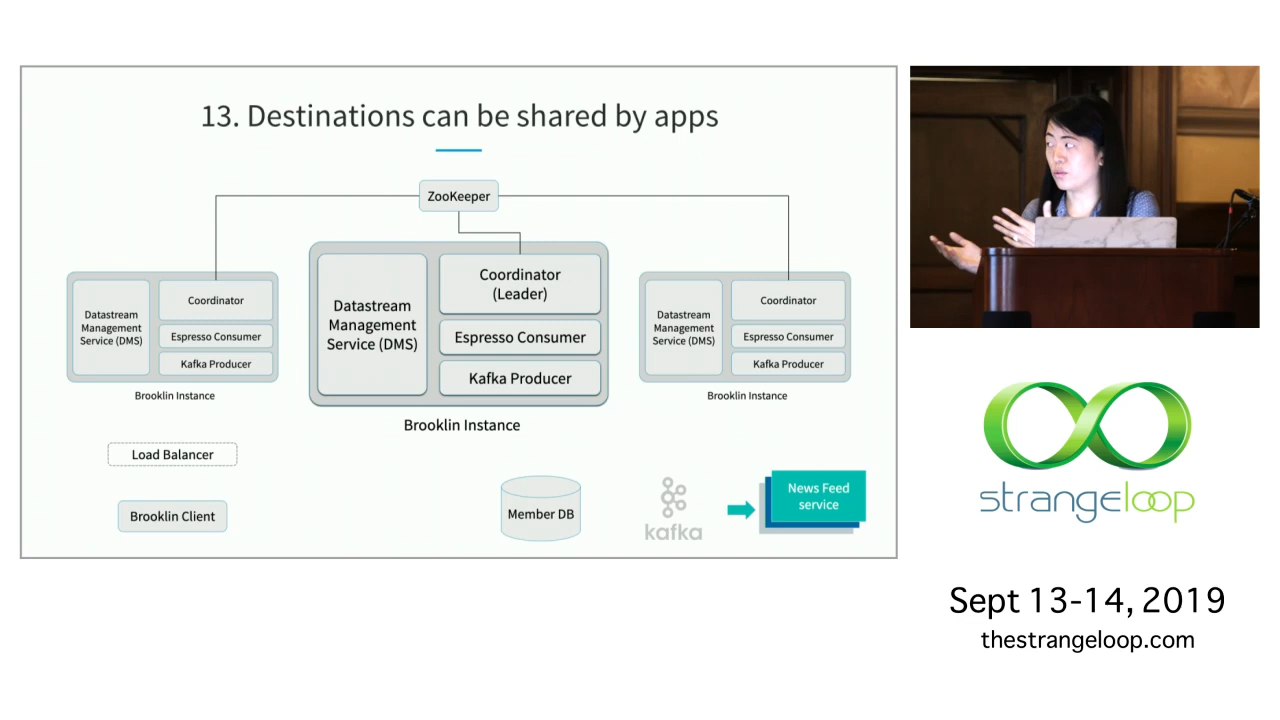 13. Destinations can be shared by apps
ZooKeeper
Datastream
Management
Service (DMS)
Coordinator
Espresso Consumer
Kafka Producer
Brooklin Instance
Datastream
Management
Service (DMS)
Coordinator
(Leader)
Espresso Consumer
Kafka Producer
Brooklin Instance
Datastream
Management
Service (DMS)
Coordinator
Espresso Consumer
Kafka Producer
Brooklin Instance
Load Balancer
Brooklin Client
Member DB
kafka
News Feed
service
strangeloop
Sept 13-14, 2019
thestrangeloop.com